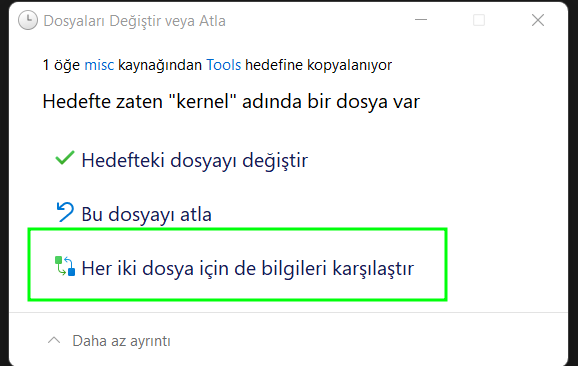 Dosyaları Değiştir veya Atla
1 öğe misc kaynağından Tools hedefine kopyalanıyor
Hedefte zaten "kernel" adında bir dosya var
Hedefteki dosyayı değiştir
Bu dosyayı atla
Her iki dosya için de bilgileri karşılaştır
Daha az ayrıntı